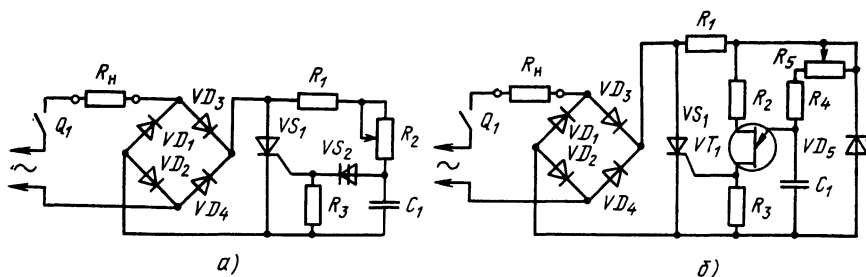 Rн
VD3
R1
Q1
VD1
VS1
R2
VD2
VS2
~
R3
C1
VD4
а)
R1
R5
Rн
VD3
R2
R4
Q1
VS1
VD1
VT1
VD2
VD5
~
R3
C1
VD4
б)